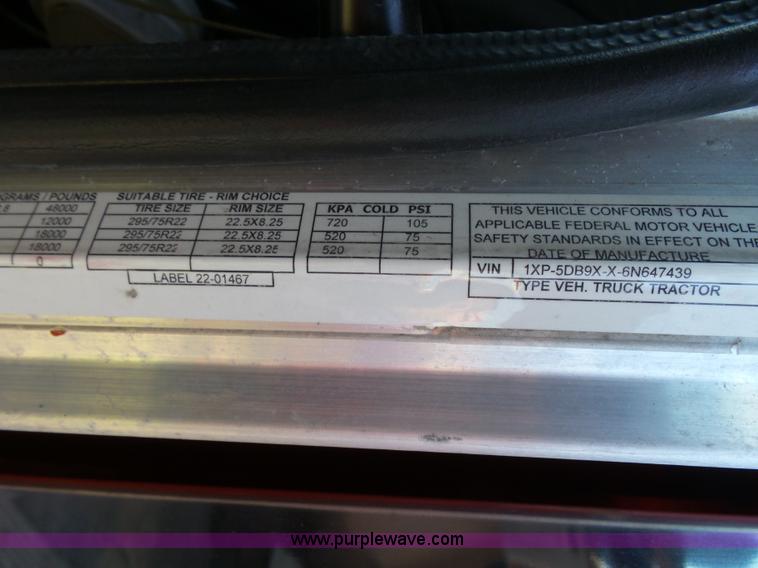 OGRAMS / POUNDS
48000
12000
18000
18000
0
SUITABLE TIRE - RIM CHOICE
TIRE SIZE RIM SIZE
295/75R22 22.5X8.25
295/75R22 22.5X8.25
295/75R22 22.5X8.25
LABEL 22-01467
KPA COLD PSI
720 105
520 75
520 75
THIS VEHICLE CONFORMS TO ALL
APPLICABLE FEDERAL MOTOR VEHICLE
SAFETY STANDARDS IN EFFECT ON THE
DATE OF MANUFACTURE
VIN 1XP-5DB9X-X-6N647439
TYPE VEH. TRUCK TRACTOR
www.purplewave.com